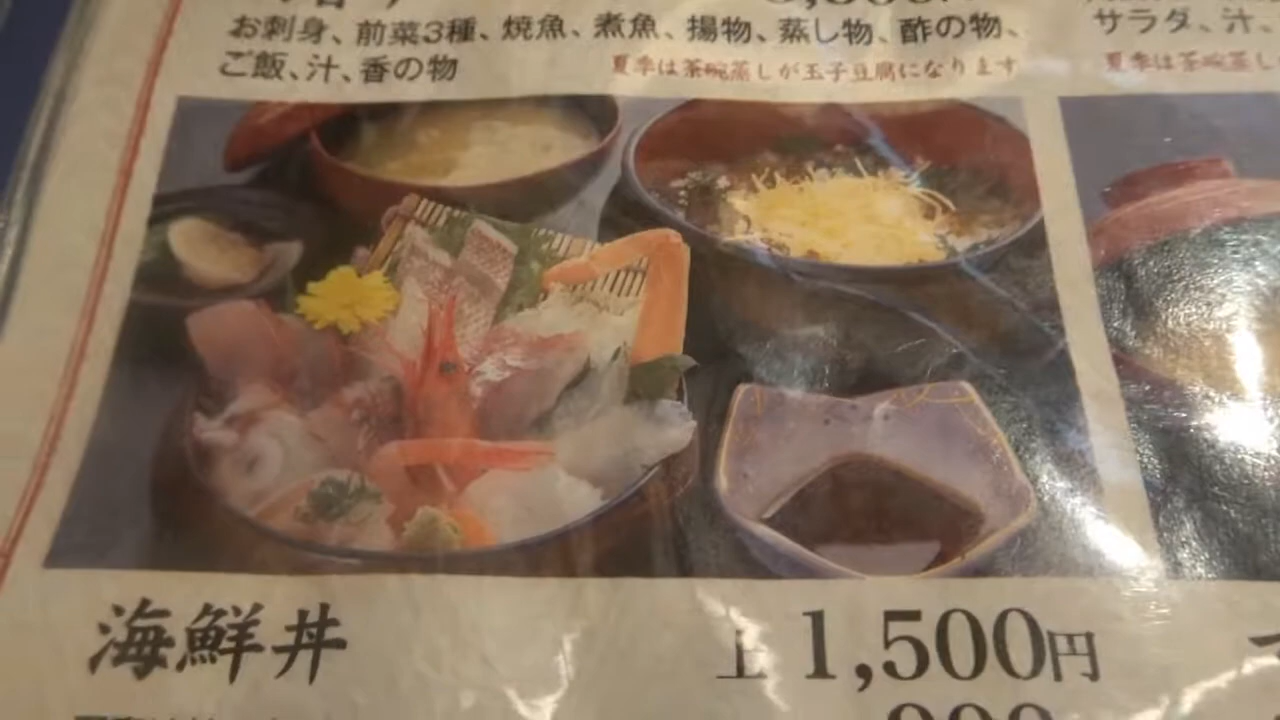 お刺身、前菜3種、焼魚、煮魚、揚物、蒸し物、酢の物、
ご飯、汁、香の物
夏季は茶碗蒸しが玉子豆腐になります
サラダ、汁、
夏季は茶碗蒸し
海鮮丼
上1,500円